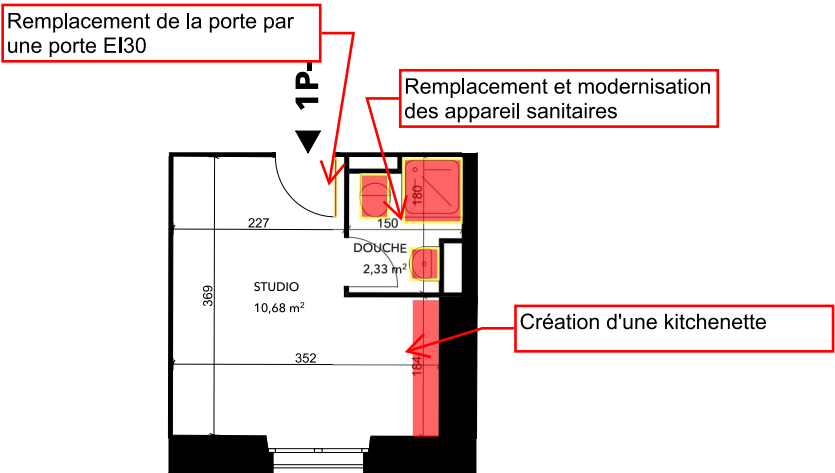 Remplacement de la porte par
une porte EI30
1P-
Remplacement et modernisation
des appareil sanitaires
180
227
150
DOUCHE
2,33 m²
369
STUDIO
10,68 m²
Création d'une kitchenette
352
184